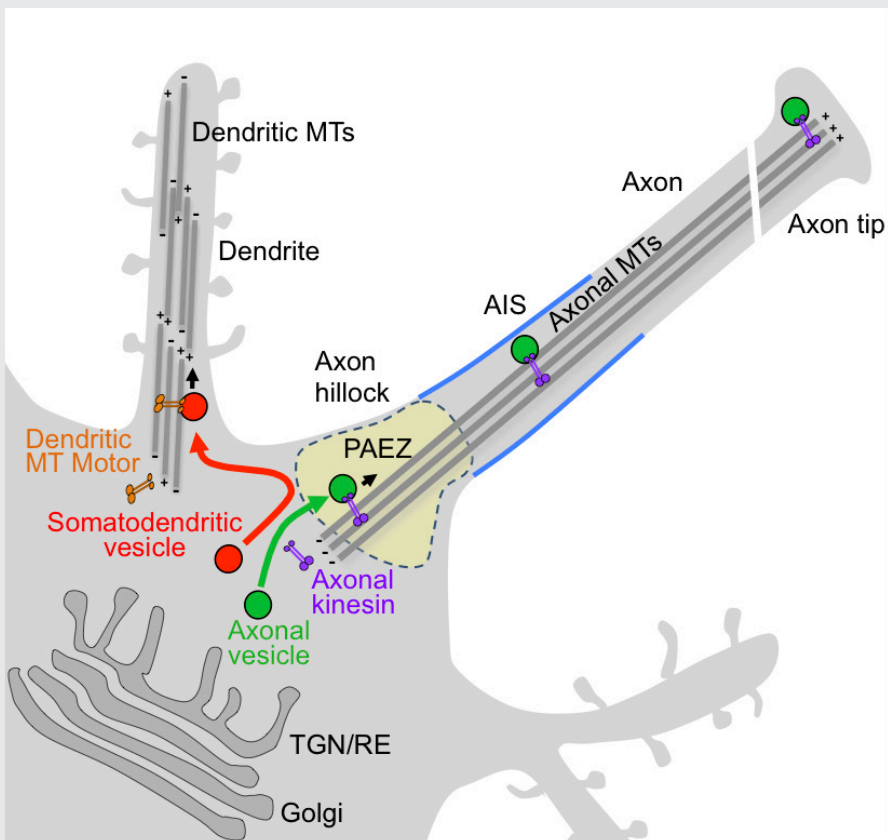 Dendritic MTs
Dendrite
Axon
Axon tip
Axonal MTs
AIS
Axon
hillock
PAEZ
Dendritic
MT Motor
Somatodendritic
vesicle
Axonal
kinesin
Axonal
vesicle
TGN/RE
Golgi